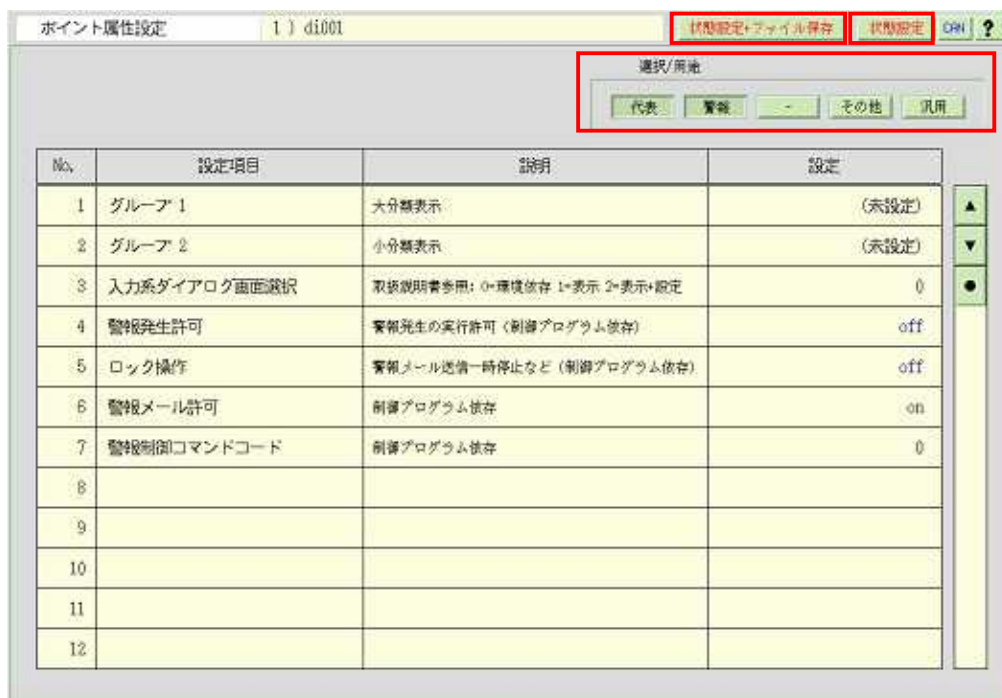 ポイント属性設定 1 ) di001 状態設定+ファイル保存 状態設定 CAN ?
選択/用途
代表 警報 - その他 汎用
No. 設定項目 説明 設定
1 グループ 1 大分類表示 (未設定) ▲
2 グループ 2 小分類表示 (未設定) ▼
3 入力系ダイアログ画面選択 取扱説明書参照: 0=環境依存 1=表示 2=表示+設定 0 ●
4 警報発生許可 警報発生の実行許可 (制御プログラム依存) off
5 ロック操作 警報メール送信一時停止など (制御プログラム依存) off
6 警報メール許可 制御プログラム依存 on
7 警報制御コマンドコード 制御プログラム依存 0
8
9
10
11
12